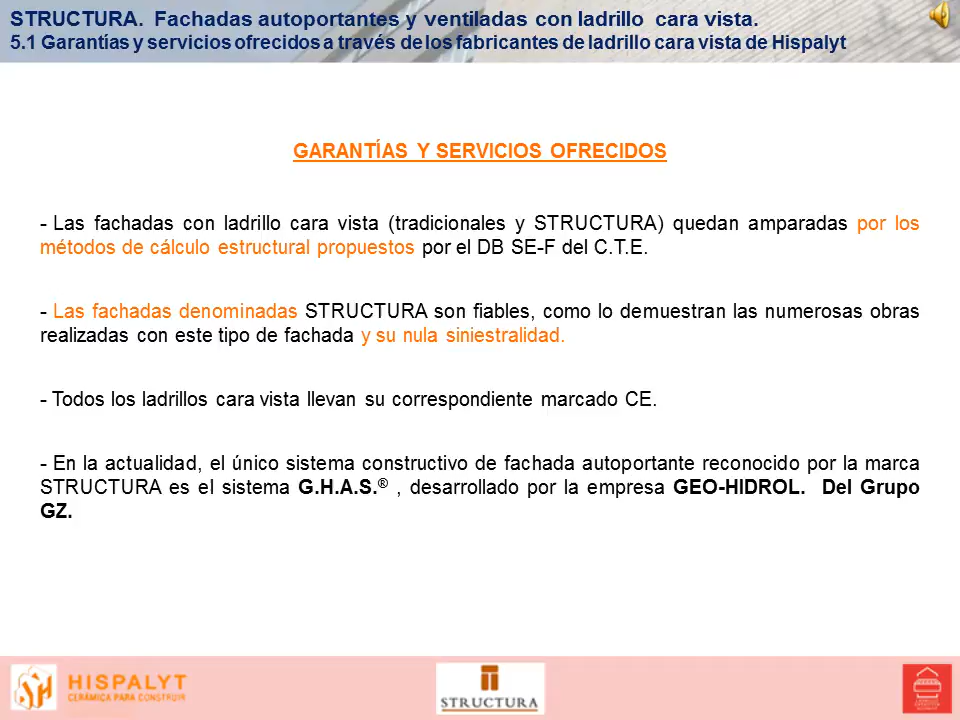 STRUCTURA. Fachadas autoportantes y ventiladas con ladrillo cara vista.
5.1 Garantías y servicios ofrecidos a través de los fabricantes de ladrillo cara vista de Hispalyt
GARANTÍAS Y SERVICIOS OFRECIDOS
- Las fachadas con ladrillo cara vista (tradicionales y STRUCTURA) quedan amparadas por los
métodos de cálculo estructural propuestos por el DB SE-F del C.T.E.
- Las fachadas denominadas STRUCTURA son fiables, como lo demuestran las numerosas obras
realizadas con este tipo de fachada y su nula siniestralidad.
- Todos los ladrillos cara vista llevan su correspondiente marcado CE.
- En la actualidad, el único sistema constructivo de fachada autoportante reconocido por la marca
STRUCTURA es el sistema G.H.A.S.® , desarrollado por la empresa GEO-HIDROL. Del Grupo
GZ.
HISPALYT
CERÁMICA PARA CONSTRUIR
STRUCTURA